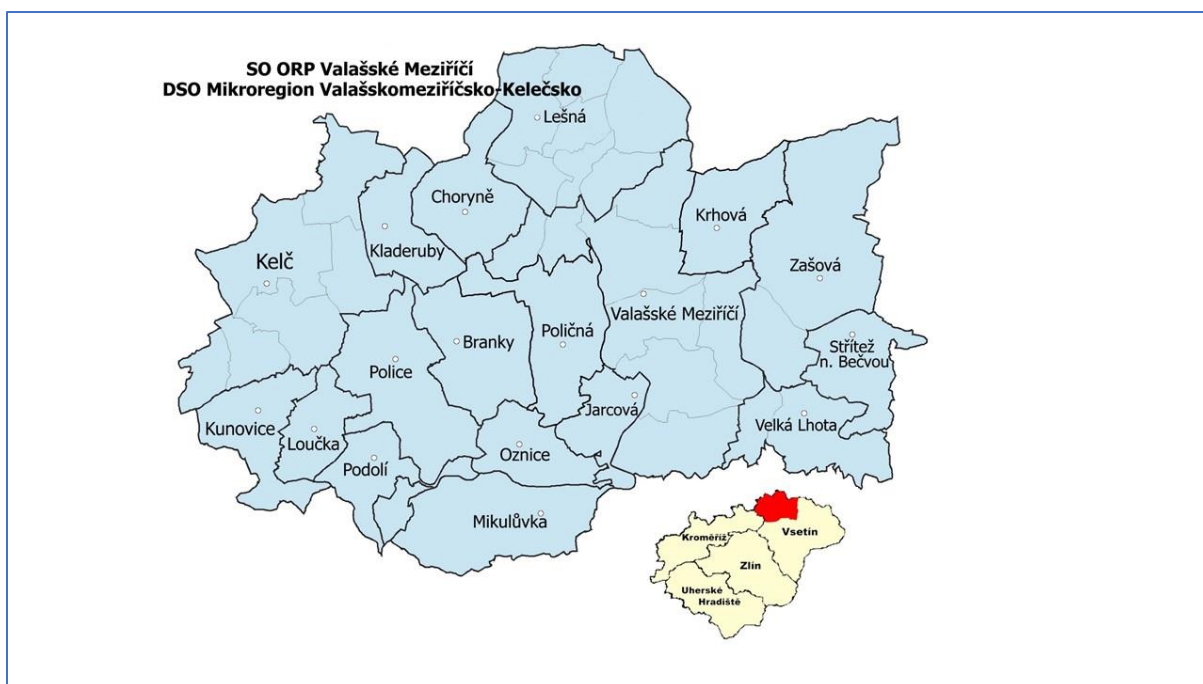 SO ORP Valašské Meziříčí
DSO Mikroregion Valašskomeziříčsko-Kelečsko
Lešná
Choryně
Krhová
Kladeruby
Kelč
Zašová
Valašské Meziříčí
Poličná
Branky
Střítež
n. Bečvou
Police
Jarcová
Kunovice
Velká Lhota
Loučka
Oznice
Podolí
Mikulůvka
Kroměříž
Vsetín
Zlín
Uherské
Hradiště